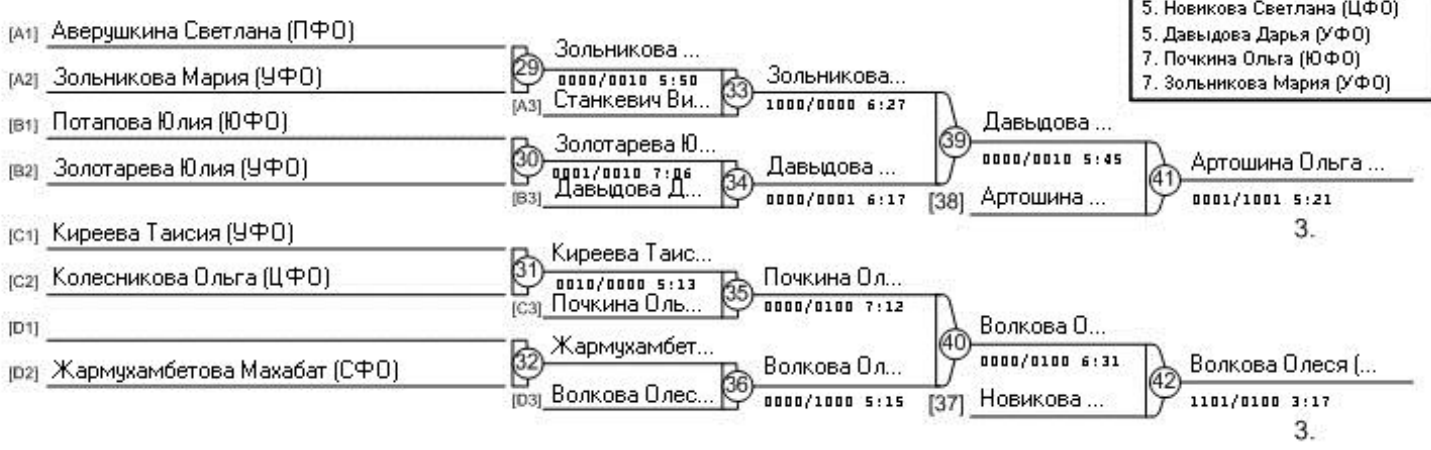 5. Новикова Светлана (ЦФО)
5. Давыдова Дарья (УФО)
7. Почкина Ольга (ЮФО)
7. Зольникова Мария (УФО)
[A1] Аверушкина Светлана (ПФО)
[A2] Зольникова Мария (УФО)
29
Зольникова ...
0000/0010 5:50
[A3] Станкевич Ви...
33
Зольникова...
1000/0000 6:27
[B1] Потапова Юлия (ЮФО)
[B2] Золотарева Юлия (УФО)
30
Золотарева Ю...
0001/0010 7:06
[B3] Давыдова Д...
34
Давыдова ...
0000/0001 6:17
39
Давыдова ...
0000/0010 5:45
[38] Артошина ...
41
Артошина Ольга ...
0001/1001 5:21
3.
[C1] Киреева Таисия (УФО)
[C2] Колесникова Ольга (ЦФО)
31
Киреева Таис...
0010/0000 5:13
[C3] Почкина Оль...
35
Почкина Ол...
0000/0100 7:12
[D1]
[D2] Жармухамбетова Махабат (СФО)
32
Жармухамбет...
[D3] Волкова Олес...
36
Волкова Ол...
0000/1000 5:15
40
Волкова О...
0000/0100 6:31
[37] Новикова ...
42
Волкова Олеся (...
1101/0100 3:17
3.